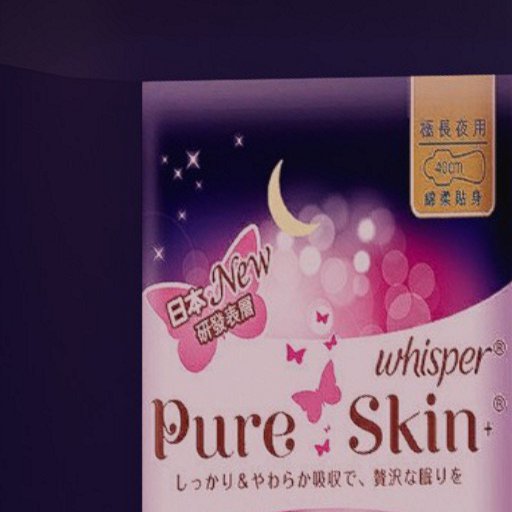 極長夜用
40cm
綿柔貼身
New
日本
研發表層
whisper®
Pure Skin+®
しっかり&やわらか吸収で、贅沢な眠りを